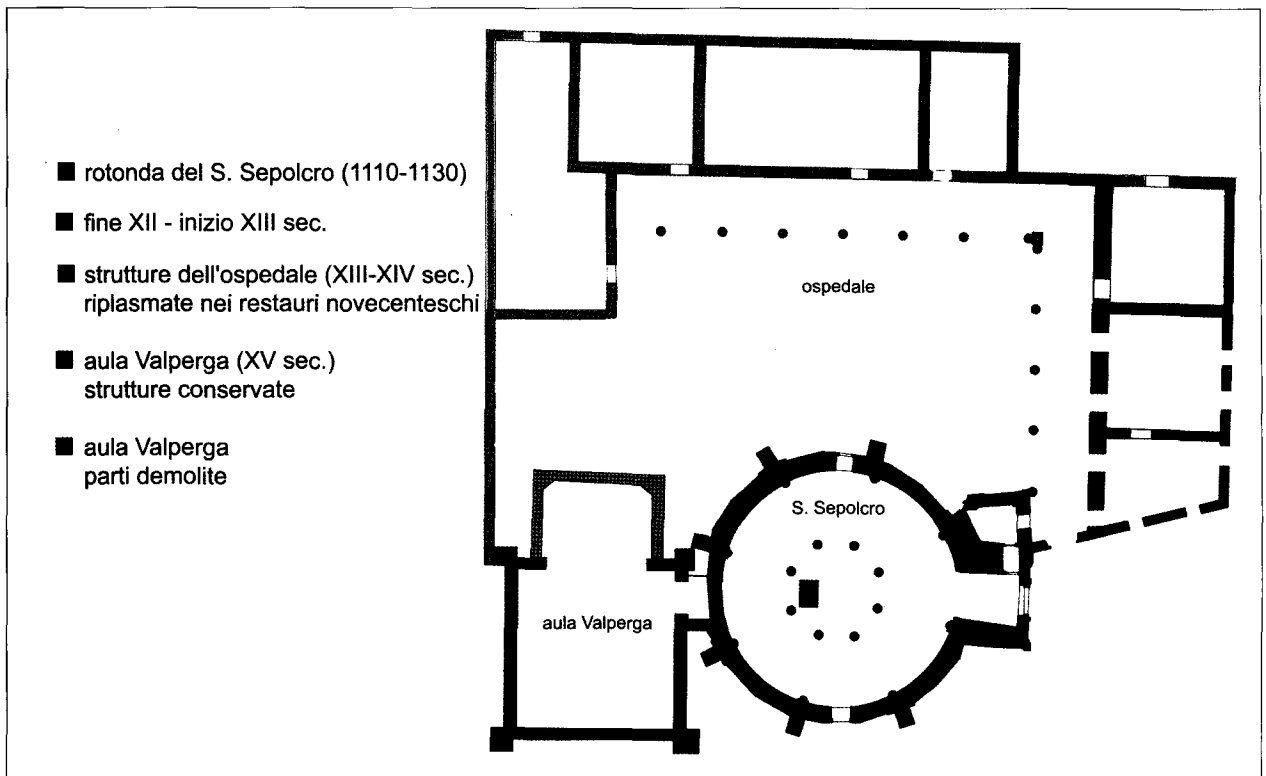 rotonda del S. Sepolcro (1110-1130)
fine XII - inizio XIII sec.
strutture dell'ospedale (XIII-XIV sec.)
riplasmate nei restauri novecenteschi
aula Valperga (XV sec.)
strutture conservate
aula Valperga
parti demolite
ospedale
S. Sepolcro
aula Valperga